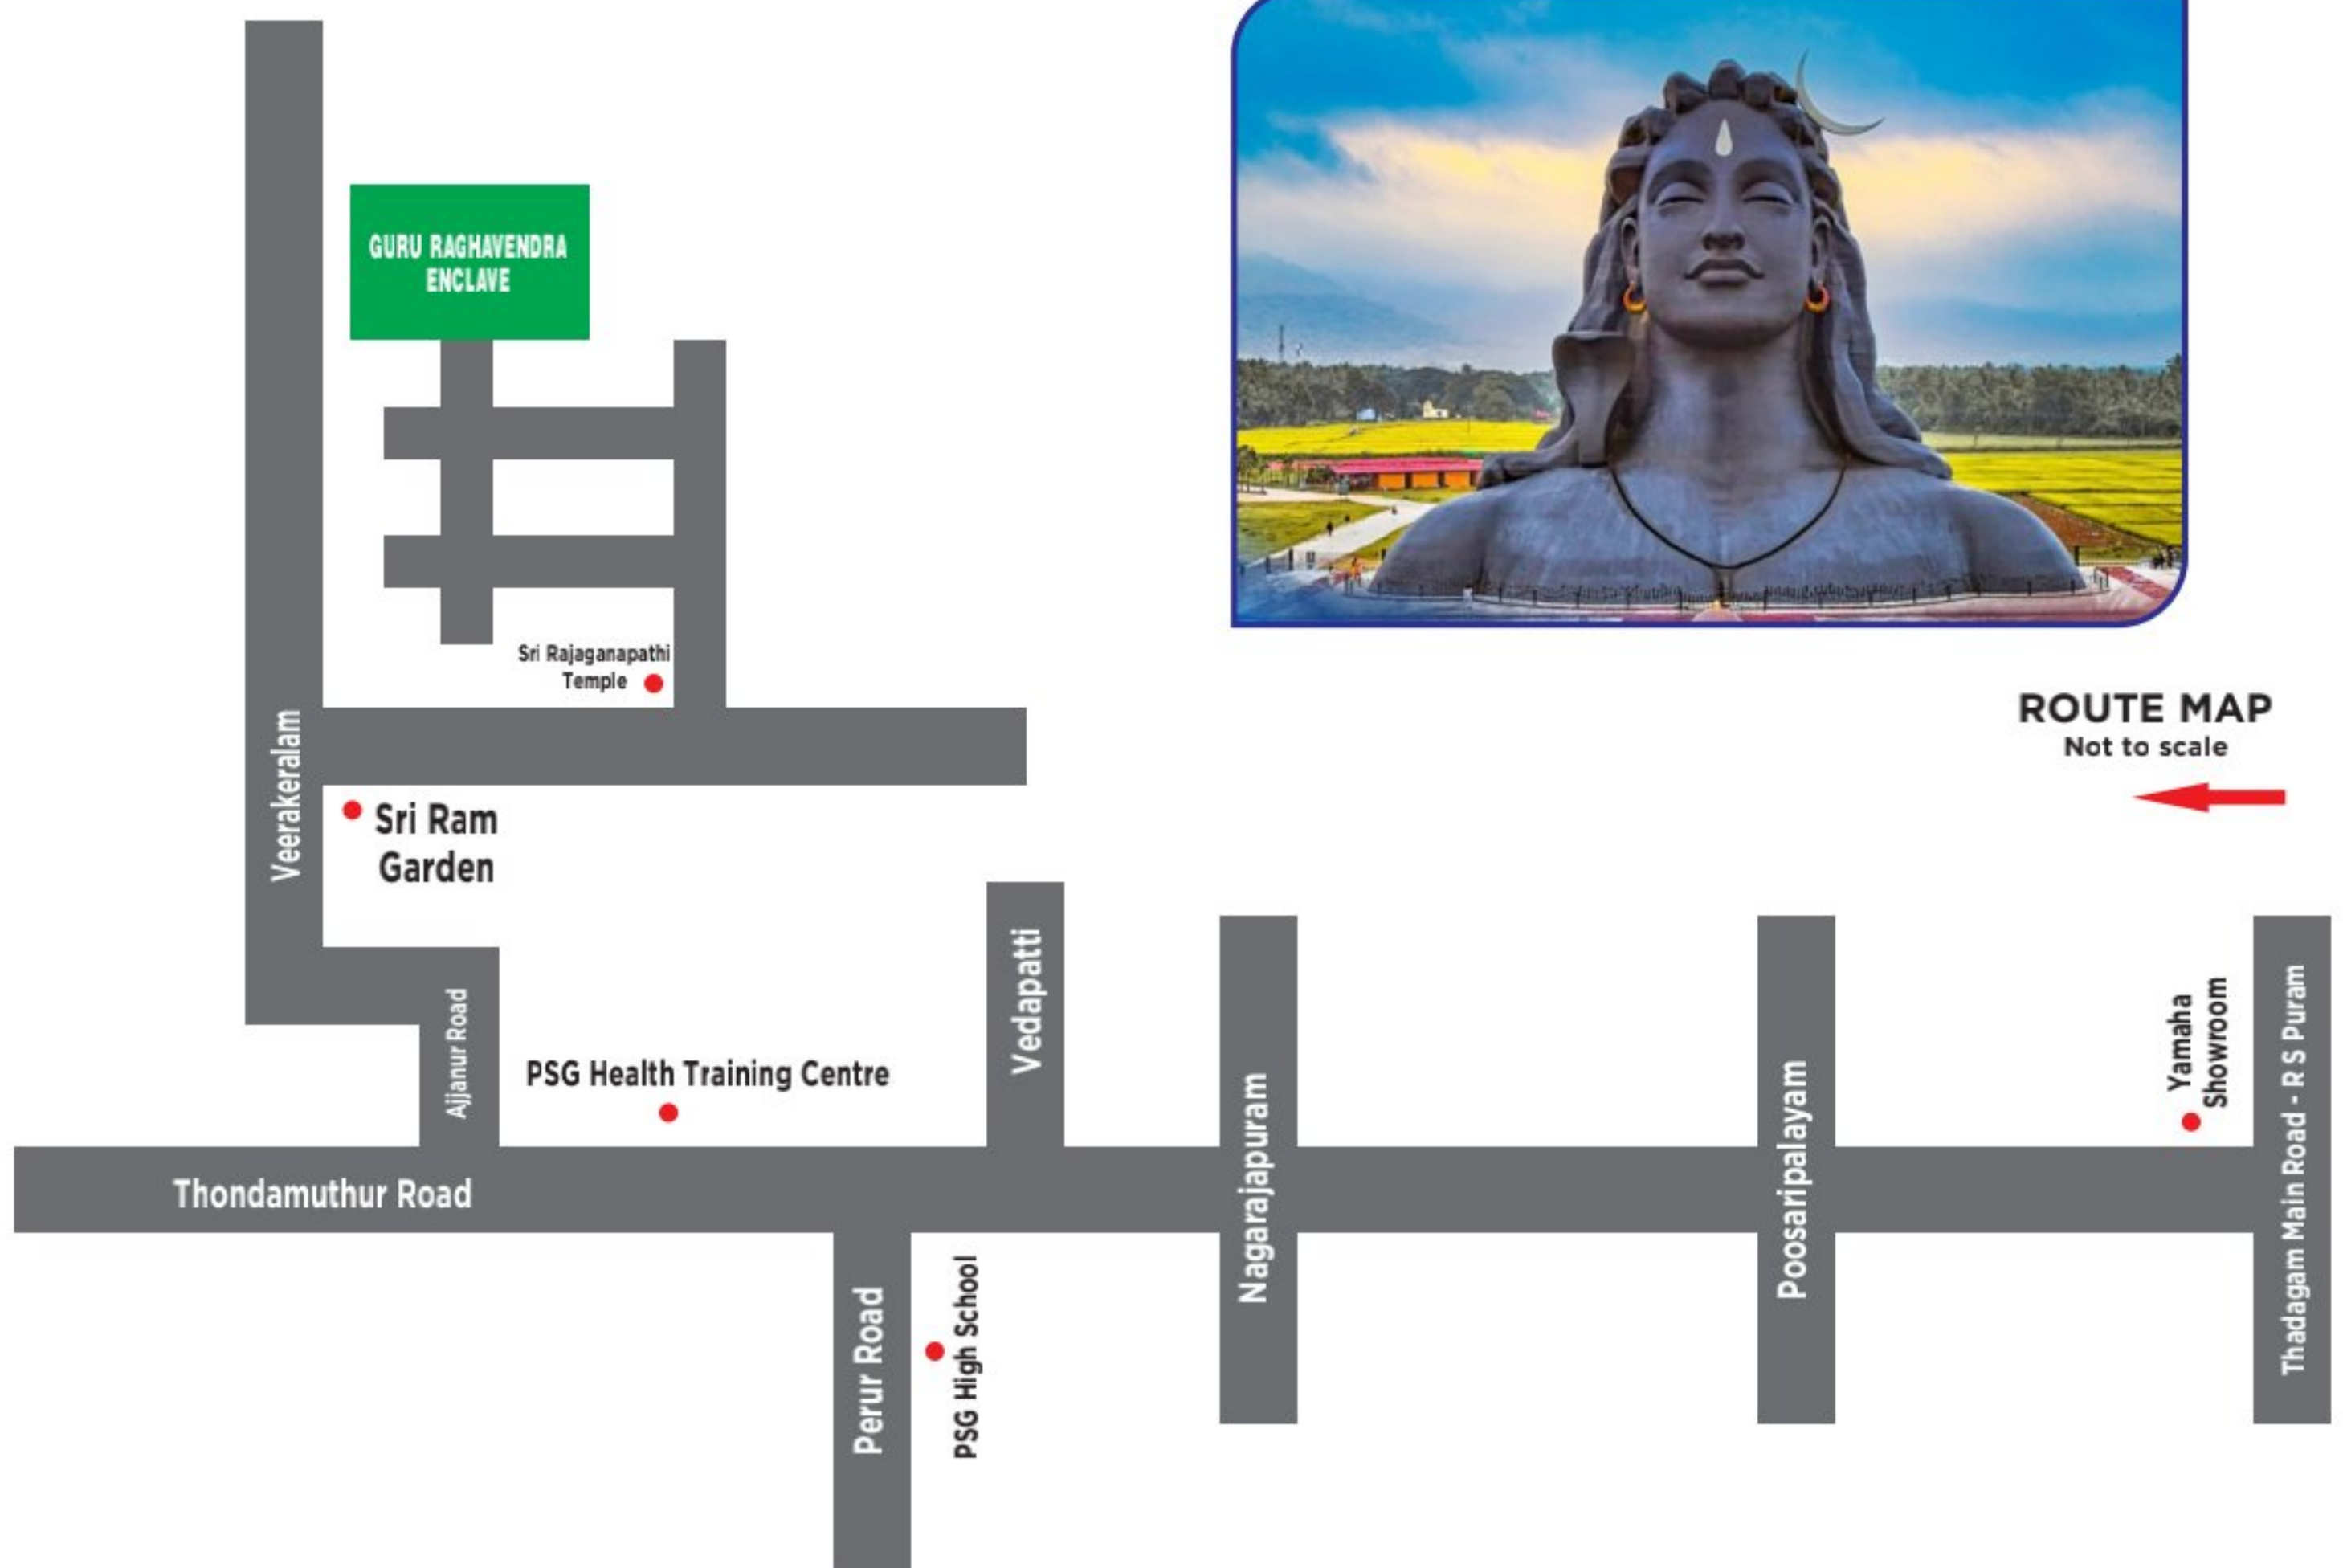 GURU RAGHAVENDRA
ENCLAVE
Sri Rajaganapathi
Temple
ROUTE MAP
Not to scale
Veerakeralam
Sri Ram
Garden
Ajjanur Road
PSG Health Training Centre
Vedapatti
Nagarajapuram
Poosaripalayam
Yamaha
Showroom
Thadagam Main Road - R S Puram
Thondamuthur Road
Perur Road
PSG High School